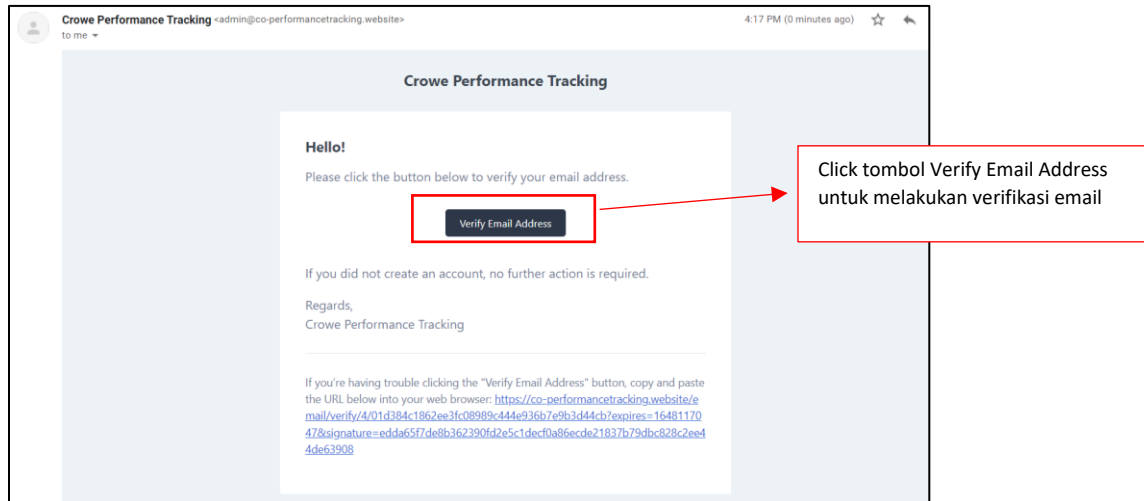 Crowe Performance Tracking <admin@co-performancetracking.website>
4:17 PM (0 minutes ago)
to me
Crowe Performance Tracking
Hello!
Please click the button below to verify your email address.
Verify Email Address
If you did not create an account, no further action is required.
Regards,
Crowe Performance Tracking
If you're having trouble clicking the "Verify Email Address" button, copy and paste
the URL below into your web browser: https://co-performancetracking.website/e
mail/verify/4/01d384c1862ee3fc08989c444e936b7e9b3d44cb?expires=16481170
47&signature=edda65f7de8b362390fd2e5c1decf0a86ecde21837b79dbc828c2ee4
4de63908
Click tombol Verify Email Address
untuk melakukan verifikasi email